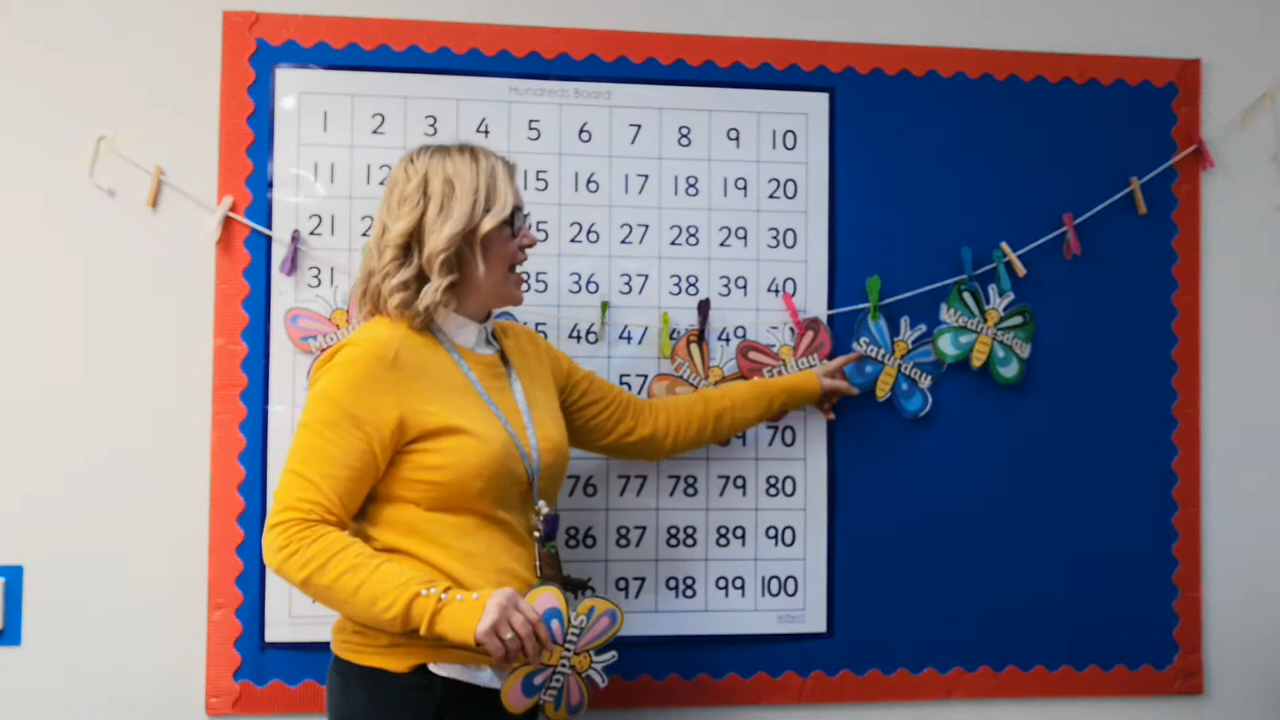 Hundreds Board
1 2 3 4 5 6 7 8 9 10
11 12 15 16 17 18 19 20
21 26 27 28 29 30
31 35 36 37 38 39 40
46 47 49
57
70
76 77 78 79 80
86 87 88 89 90
97 98 99 100
Friday
Saturday
Wednesday
Sunday